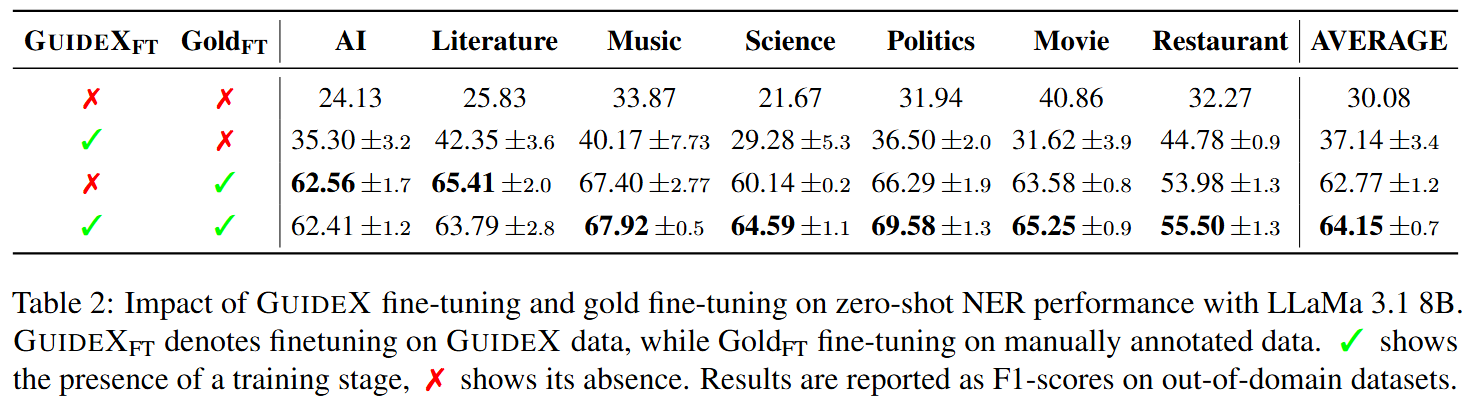 GUIDEXFT GoldFT AI Literature Music Science Politics Movie Restaurant AVERAGE
✗ ✗ 24.13 25.83 33.87 21.67 31.94 40.86 32.27 30.08
✓ ✗ 35.30 ±3.2 42.35 ±3.6 40.17 ±7.73 29.28 ±5.3 36.50 ±2.0 31.62 ±3.9 44.78 ±0.9 37.14 ±3.4
✗ ✓ 62.56 ±1.7 65.41 ±2.0 67.40 ±2.77 60.14 ±0.2 66.29 ±1.9 63.58 ±0.8 53.98 ±1.3 62.77 ±1.2
✓ ✓ 62.41 ±1.2 63.79 ±2.8 67.92 ±0.5 64.59 ±1.1 69.58 ±1.3 65.25 ±0.9 55.50 ±1.3 64.15 ±0.7
Table 2: Impact of GUIDEX fine-tuning and gold fine-tuning on zero-shot NER performance with LLaMa 3.1 8B.
GUIDEXFT denotes finetuning on GUIDEX data, while GoldFT fine-tuning on manually annotated data. ✓ shows
the presence of a training stage, ✗ shows its absence. Results are reported as F1-scores on out-of-domain datasets.